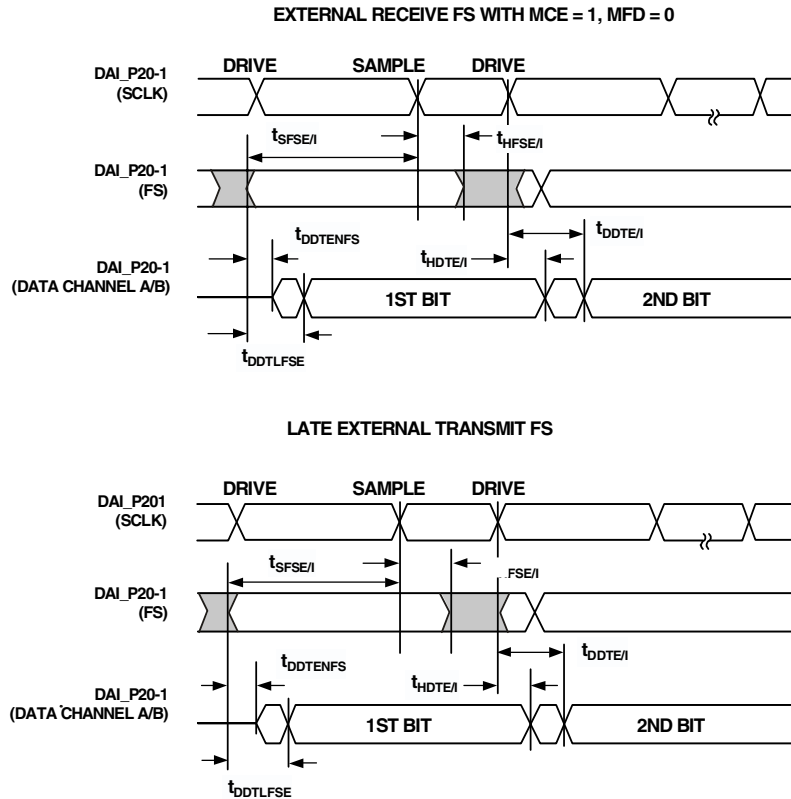 EXTERNAL RECEIVE FS WITH MCE = 1, MFD = 0
DAI_P20-1
(SCLK)
DRIVE SAMPLE DRIVE
tSFSE/I
tHFSE/I
DAI_P20-1
(FS)
tDDTENFS
tHDTE/I
tDDTE/I
DAI_P20-1
(DATA CHANNEL A/B)
1ST BIT
2ND BIT
tDDTLFSE
LATE EXTERNAL TRANSMIT FS
DAI_P201
(SCLK)
DRIVE SAMPLE DRIVE
tSFSE/I
FSE/I
DAI_P20-1
(FS)
tDDTENFS
tHDTE/I
tDDTE/I
DAI_P20-1
(DATA CHANNEL A/B)
1ST BIT
2ND BIT
tDDTLFSE